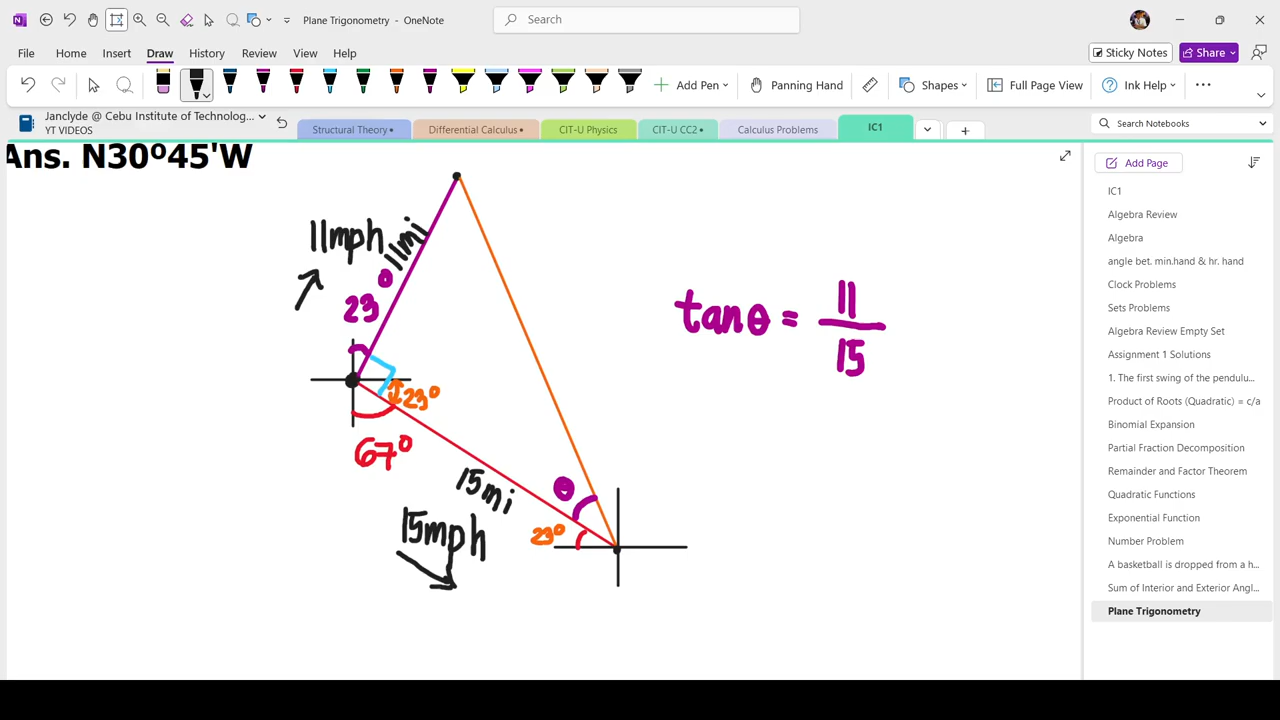 Plane Trigonometry - OneNote
Search
File Home Insert Draw History Review View Help
Sticky Notes
Share
Add Pen
Panning Hand
Shapes
Full Page View
Ink Help
Janclyde @ Cebu Institute of Technolog...
YT VIDEOS
Structural Theory
Differential Calculus
CIT-U Physics
CIT-U CC2
Calculus Problems
IC1
Search Notebooks
Add Page
IC1
Algebra Review
Algebra
angle bet. min.hand & hr. hand
Clock Problems
Sets Problems
Algebra Review Empty Set
Assignment 1 Solutions
1. The first swing of the pendulu...
Product of Roots (Quadratic) = c/a
Binomial Expansion
Partial Fraction Decomposition
Remainder and Factor Theorem
Quadratic Functions
Exponential Function
Number Problem
A basketball is dropped from a h...
Sum of Interior and Exterior Angl...
Plane Trigonometry
Ans. N30º45'W
11mph
11mi
23°
23°
67°
15mi
15mph
θ
23°
tanθ = 11
15